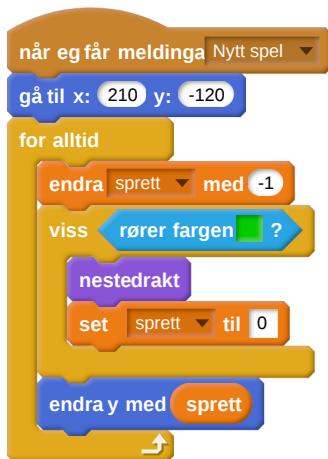 når eg får meldinga Nytt spel
gå til x: 210 y: -120
for alltid
endra sprett med -1
viss rører fargen ?
nestedrakt
set sprett til 0
endra y med sprett